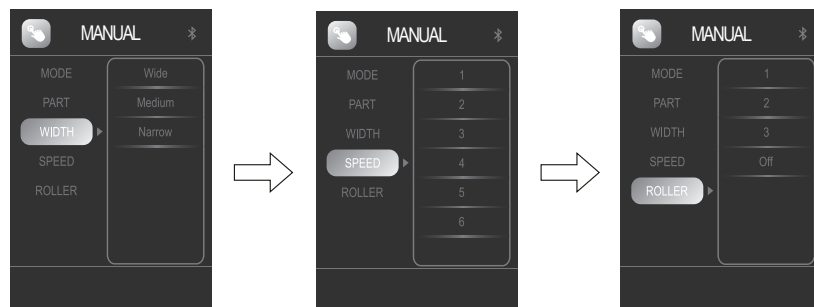 MANUAL
MODE
PART
WIDTH
SPEED
ROLLER
Wide
Medium
Narrow
MANUAL
MODE
PART
WIDTH
SPEED
ROLLER
1
2
3
4
5
6
MANUAL
MODE
PART
WIDTH
SPEED
ROLLER
1
2
3
Off